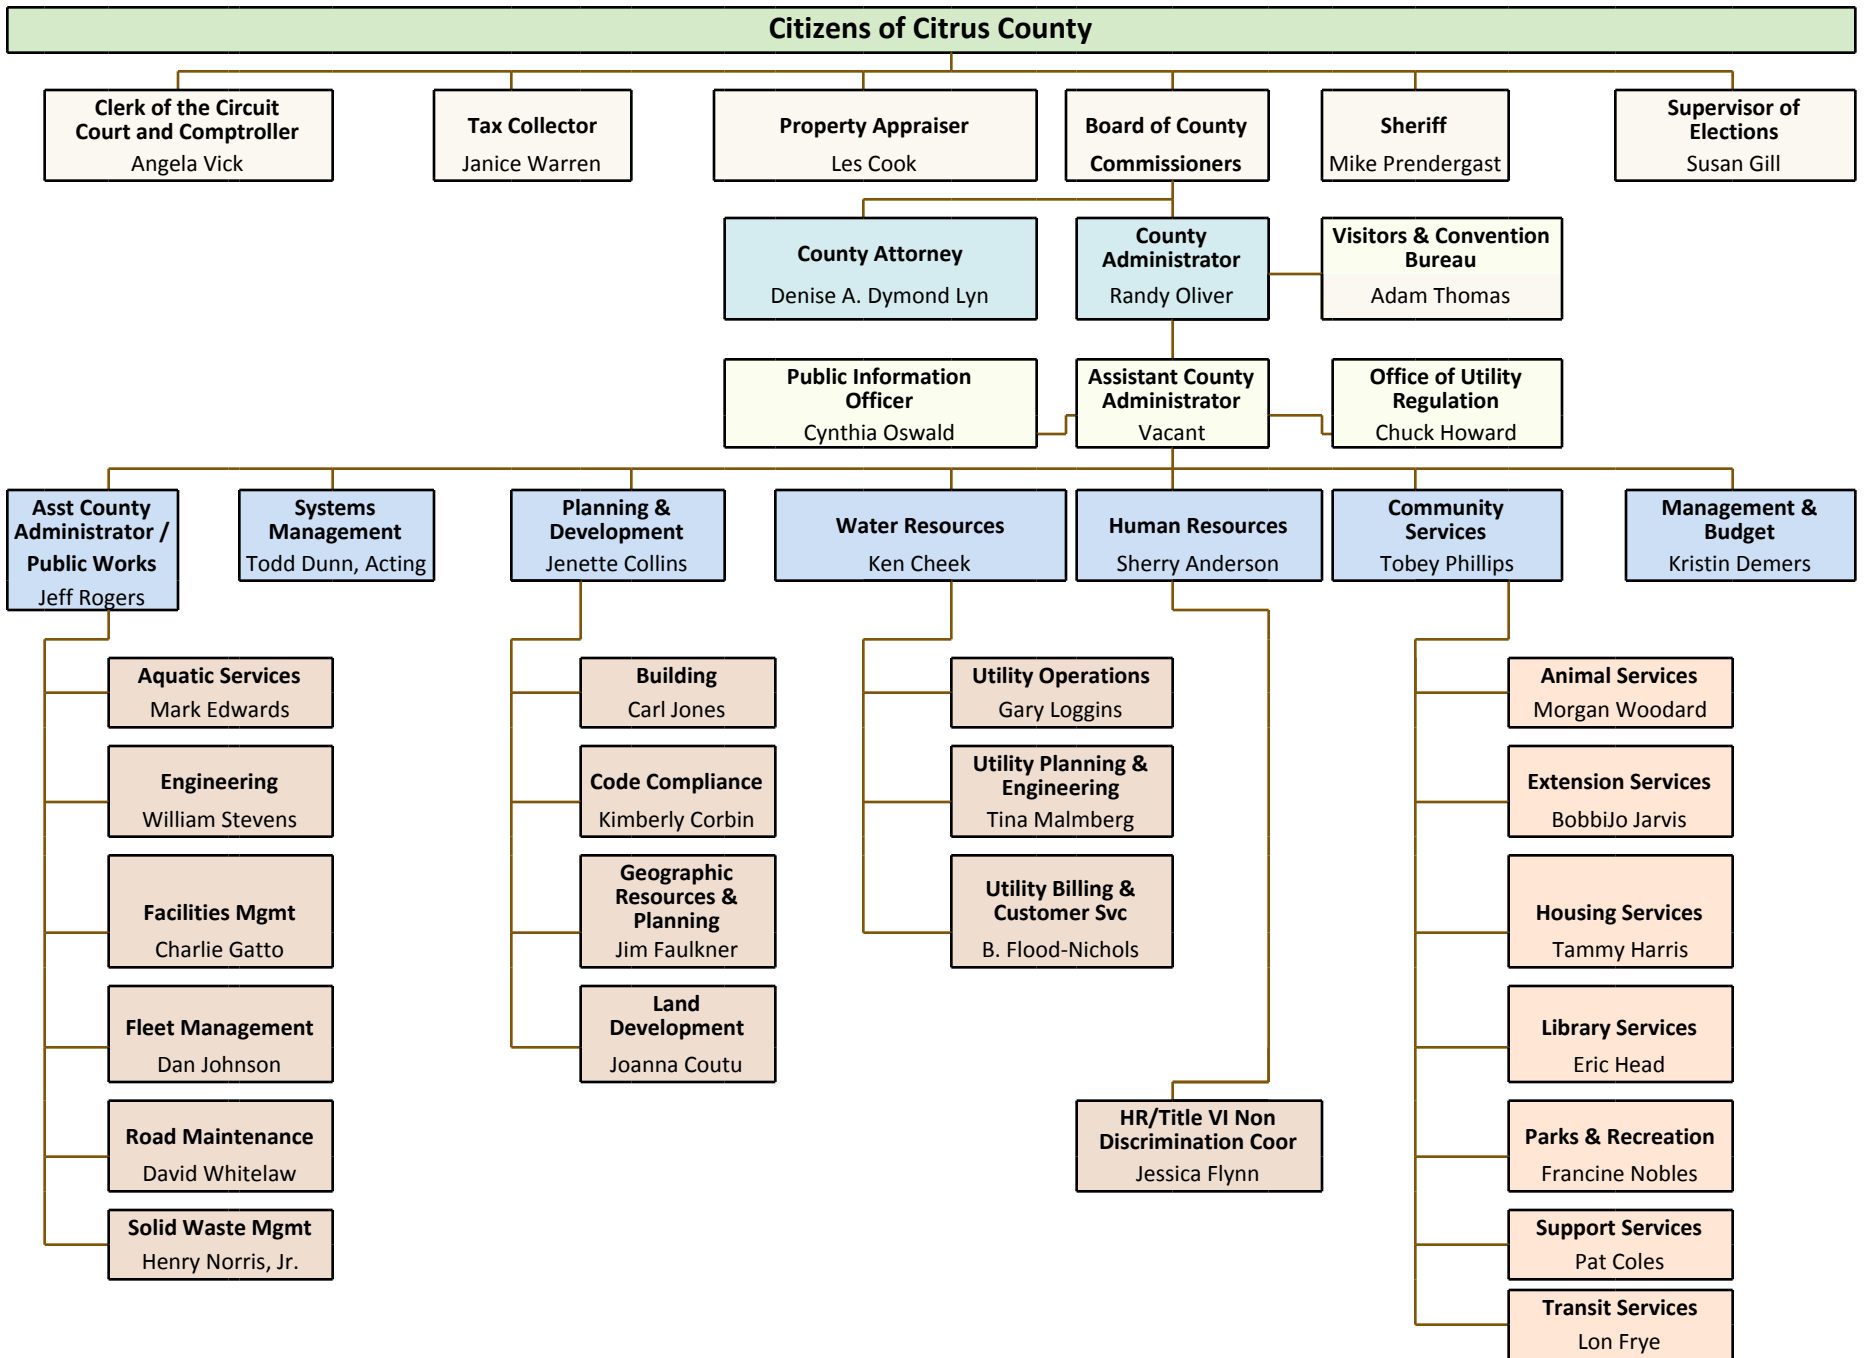 Citizens of Citrus County
Clerk of the Circuit
Court and Comptroller
Angela Vick
Tax Collector
Janice Warren
Property Appraiser
Les Cook
Board of County
Commissioners
Sheriff
Mike Prendergast
Supervisor of
Elections
Susan Gill
County Attorney
Denise A. Dymond Lyn
County
Administrator
Randy Oliver
Visitors & Convention
Bureau
Adam Thomas
Public Information
Officer
Cynthia Oswald
Assistant County
Administrator
Vacant
Office of Utility
Regulation
Chuck Howard
Asst County
Administrator /
Public Works
Jeff Rogers
Systems
Management
Todd Dunn, Acting
Planning &
Development
Jenette Collins
Water Resources
Ken Cheek
Human Resources
Sherry Anderson
Community
Services
Tobey Phillips
Management &
Budget
Kristin Demers
Aquatic Services
Mark Edwards
Engineering
William Stevens
Facilities Mgmt
Charlie Gatto
Fleet Management
Dan Johnson
Road Maintenance
David Whitelaw
Solid Waste Mgmt
Henry Norris, Jr.
Building
Carl Jones
Code Compliance
Kimberly Corbin
Geographic
Resources &
Planning
Jim Faulkner
Land
Development
Joanna Coutu
Utility Operations
Gary Loggins
Utility Planning &
Engineering
Tina Malmberg
Utility Billing &
Customer Svc
B. Flood-Nichols
HR/Title VI Non
Discrimination Coor
Jessica Flynn
Animal Services
Morgan Woodard
Extension Services
BobbiJo Jarvis
Housing Services
Tammy Harris
Library Services
Eric Head
Parks & Recreation
Francine Nobles
Support Services
Pat Coles
Transit Services
Lon Frye